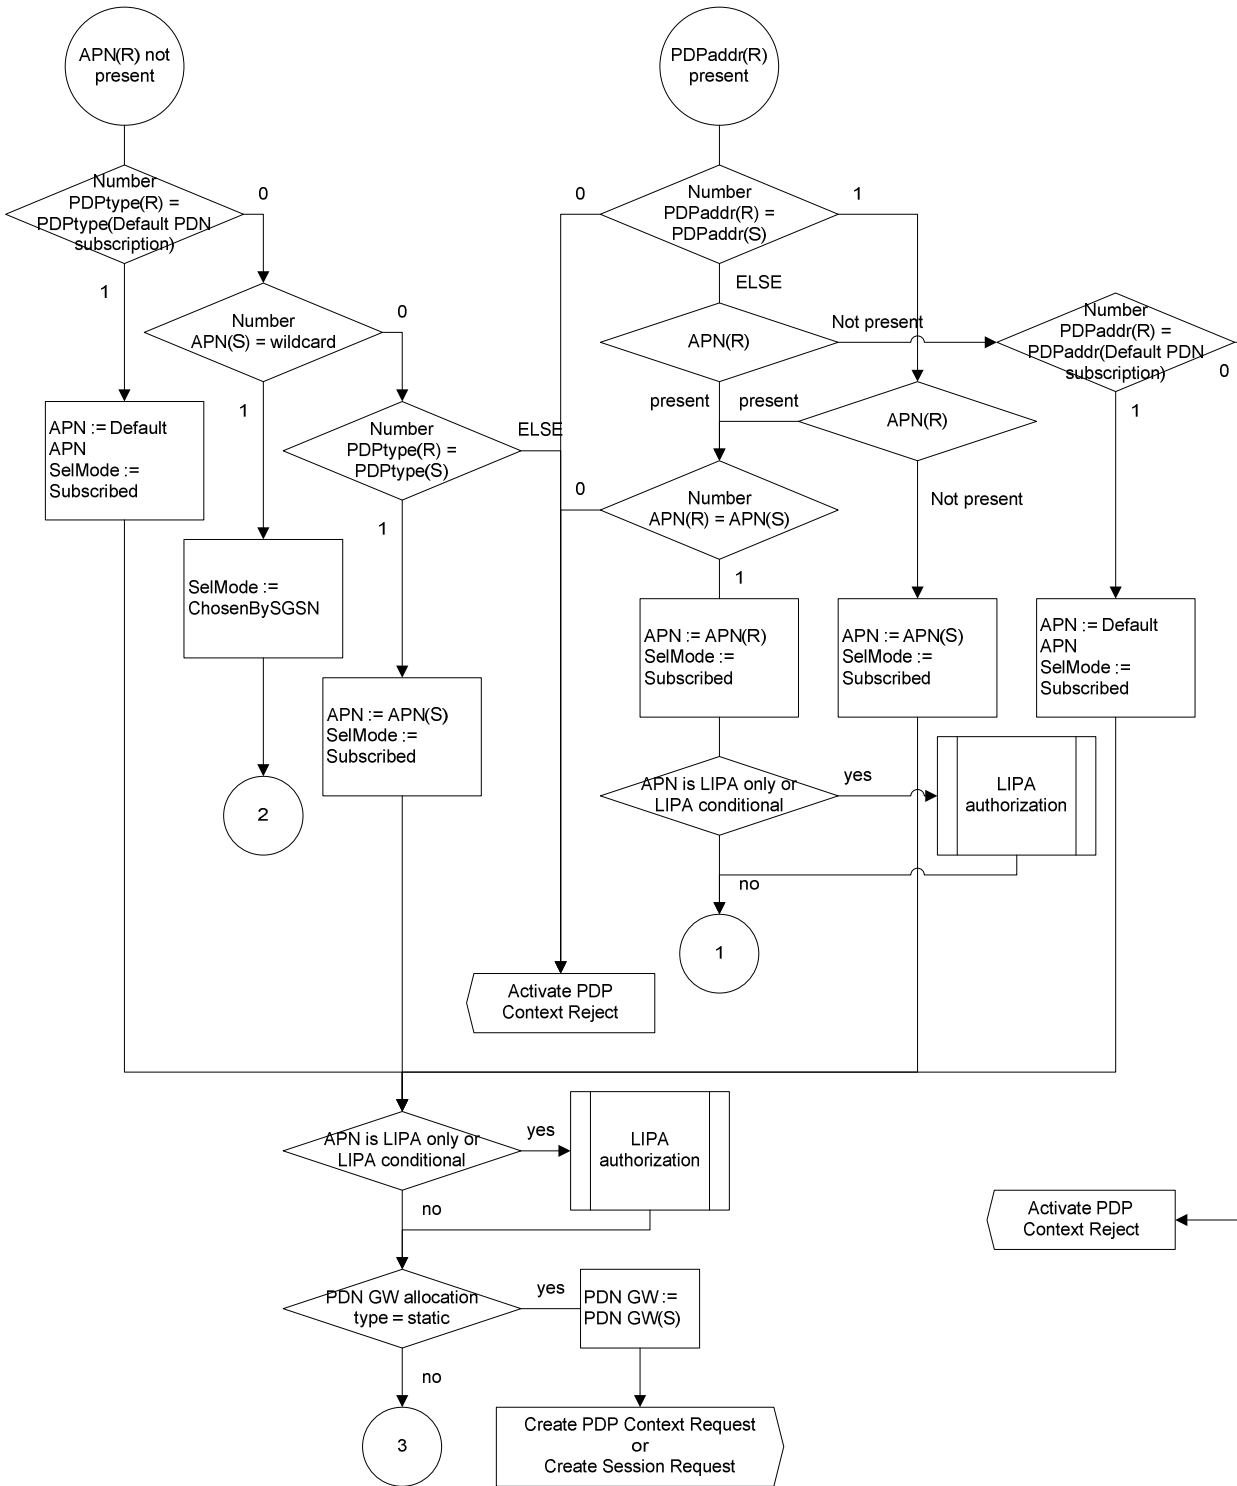 APN(R) not
present
PDPaddr(R)
present
Number
PDPtype(R) =
PDPtype(Default PDN
subscription)
0
0
Number
PDPaddr(R) =
PDPaddr(S)
1
ELSE
1
Number
APN(S) = wildcard
0
APN(R)
Not present
Number
PDPaddr(R) =
PDPaddr(Default PDN
subscription)
0
1
present
present
APN(R)
1
APN := Default
APN
SelMode :=
Subscribed
Number
PDPtype(R) =
PDPtype(S)
ELSE
0
Number
APN(R) = APN(S)
Not present
1
1
SelMode :=
ChosenBySGSN
APN := APN(R)
SelMode :=
Subscribed
APN := APN(S)
SelMode :=
Subscribed
APN := Default
APN
SelMode :=
Subscribed
APN := APN(S)
SelMode :=
Subscribed
APN is LIPA only or
LIPA conditional
yes
LIPA
authorization
2
no
1
Activate PDP
Context Reject
APN is LIPA only or
LIPA conditional
yes
LIPA
authorization
no
Activate PDP
Context Reject
PDN GW allocation
type = static
yes
PDN GW :=
PDN GW(S)
no
3
Create PDP Context Request
or
Create Session Request